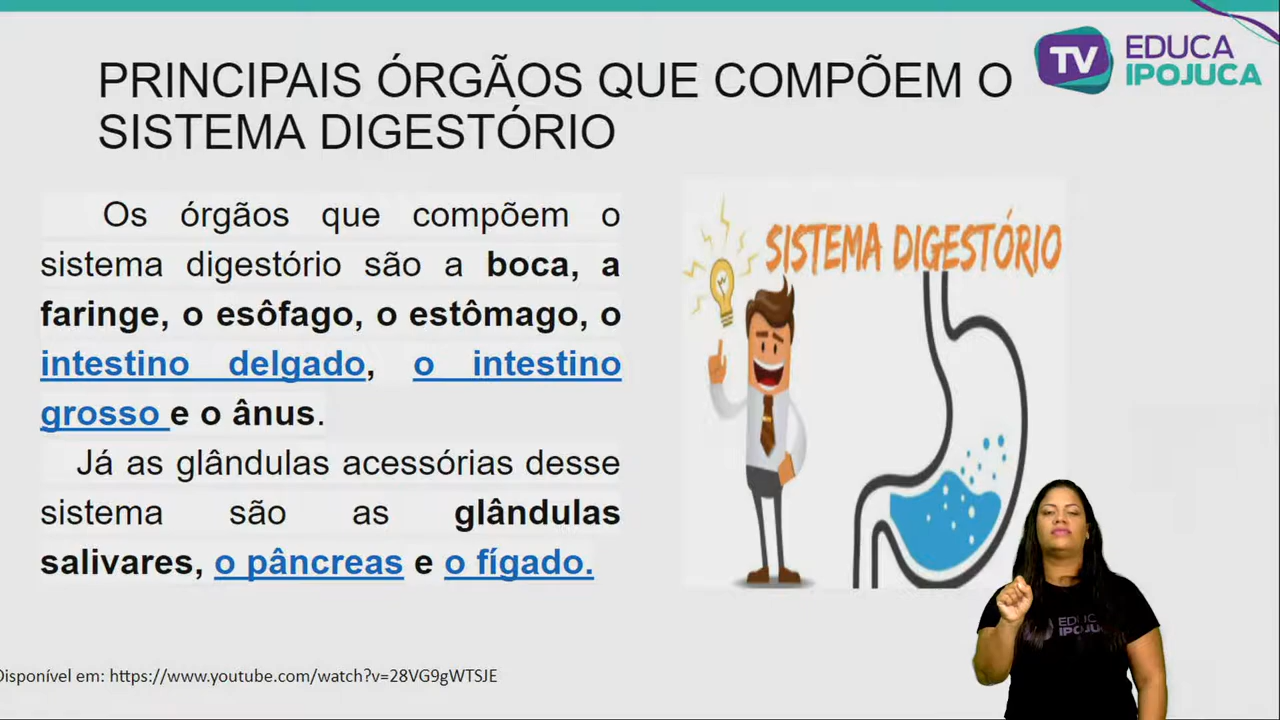 PRINCIPAIS ÓRGÃOS QUE COMPÕEM O
SISTEMA DIGESTÓRIO
TV EDUCA
IPOJUCA
Os órgãos que compõem o
sistema digestório são a boca, a
faringe, o esôfago, o estômago, o
intestino delgado, o intestino
grosso e o ânus.
Já as glândulas acessórias desse
sistema são as glândulas
salivares, o pâncreas e o fígado.
SISTEMA DIGESTÓRIO
Disponível em: https://www.youtube.com/watch?v=28VG9gWTSJE